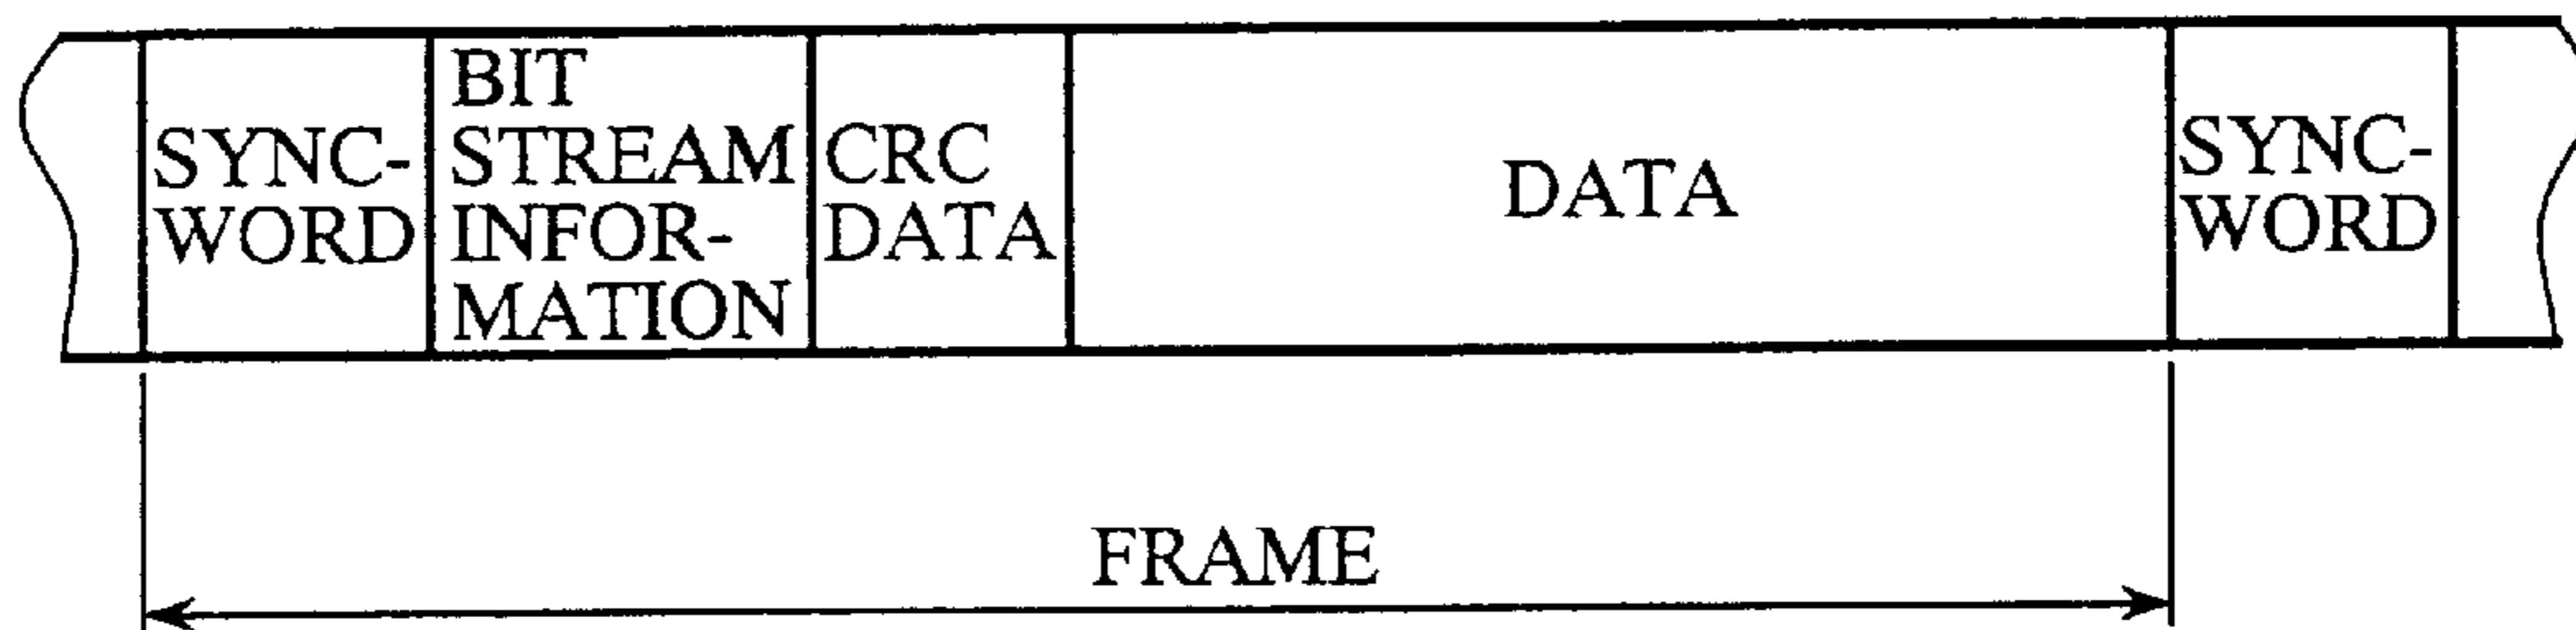 SYNC-
WORD
BIT
STREAM
INFOR-
MATION
CRC
DATA
DATA
SYNC-
WORD
FRAME